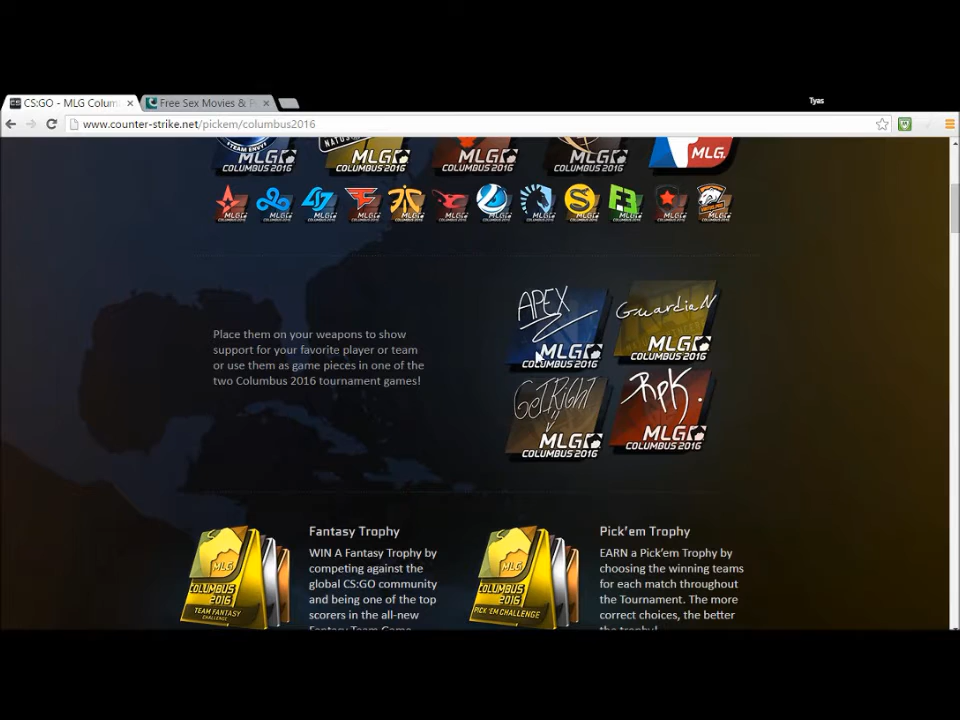 CS:GO - MLG Colum
Free Sex Movies & P
Tyas
www.counter-strike.net/pickem/columbus2016
MLG
COLUMBUS 2016
MLG
COLUMBUS 2016
MLG
COLUMBUS 2016
MLG
COLUMBUS 2016
MLG.
Place them on your weapons to show
support for your favorite player or team
or use them as game pieces in one of the
two Columbus 2016 tournament games!
APEX
MLG
COLUMBUS 2016
GuardiaN
MLG
COLUMBUS 2016
GeTRighT
MLG
COLUMBUS 2016
RpK.
MLG
COLUMBUS 2016
Fantasy Trophy
WIN A Fantasy Trophy by
competing against the
global CS:GO community
and being one of the top
scorers in the all-new
Fantasy Team Game
MLG
COLUMBUS
2016
TEAM FANTASY
CHALLENGE
Pick'em Trophy
EARN a Pick'em Trophy by
choosing the winning teams
for each match throughout
the Tournament. The more
correct choices, the better
the trophy!
MLG
COLUMBUS
2016
PICK 'EM CHALLENGE